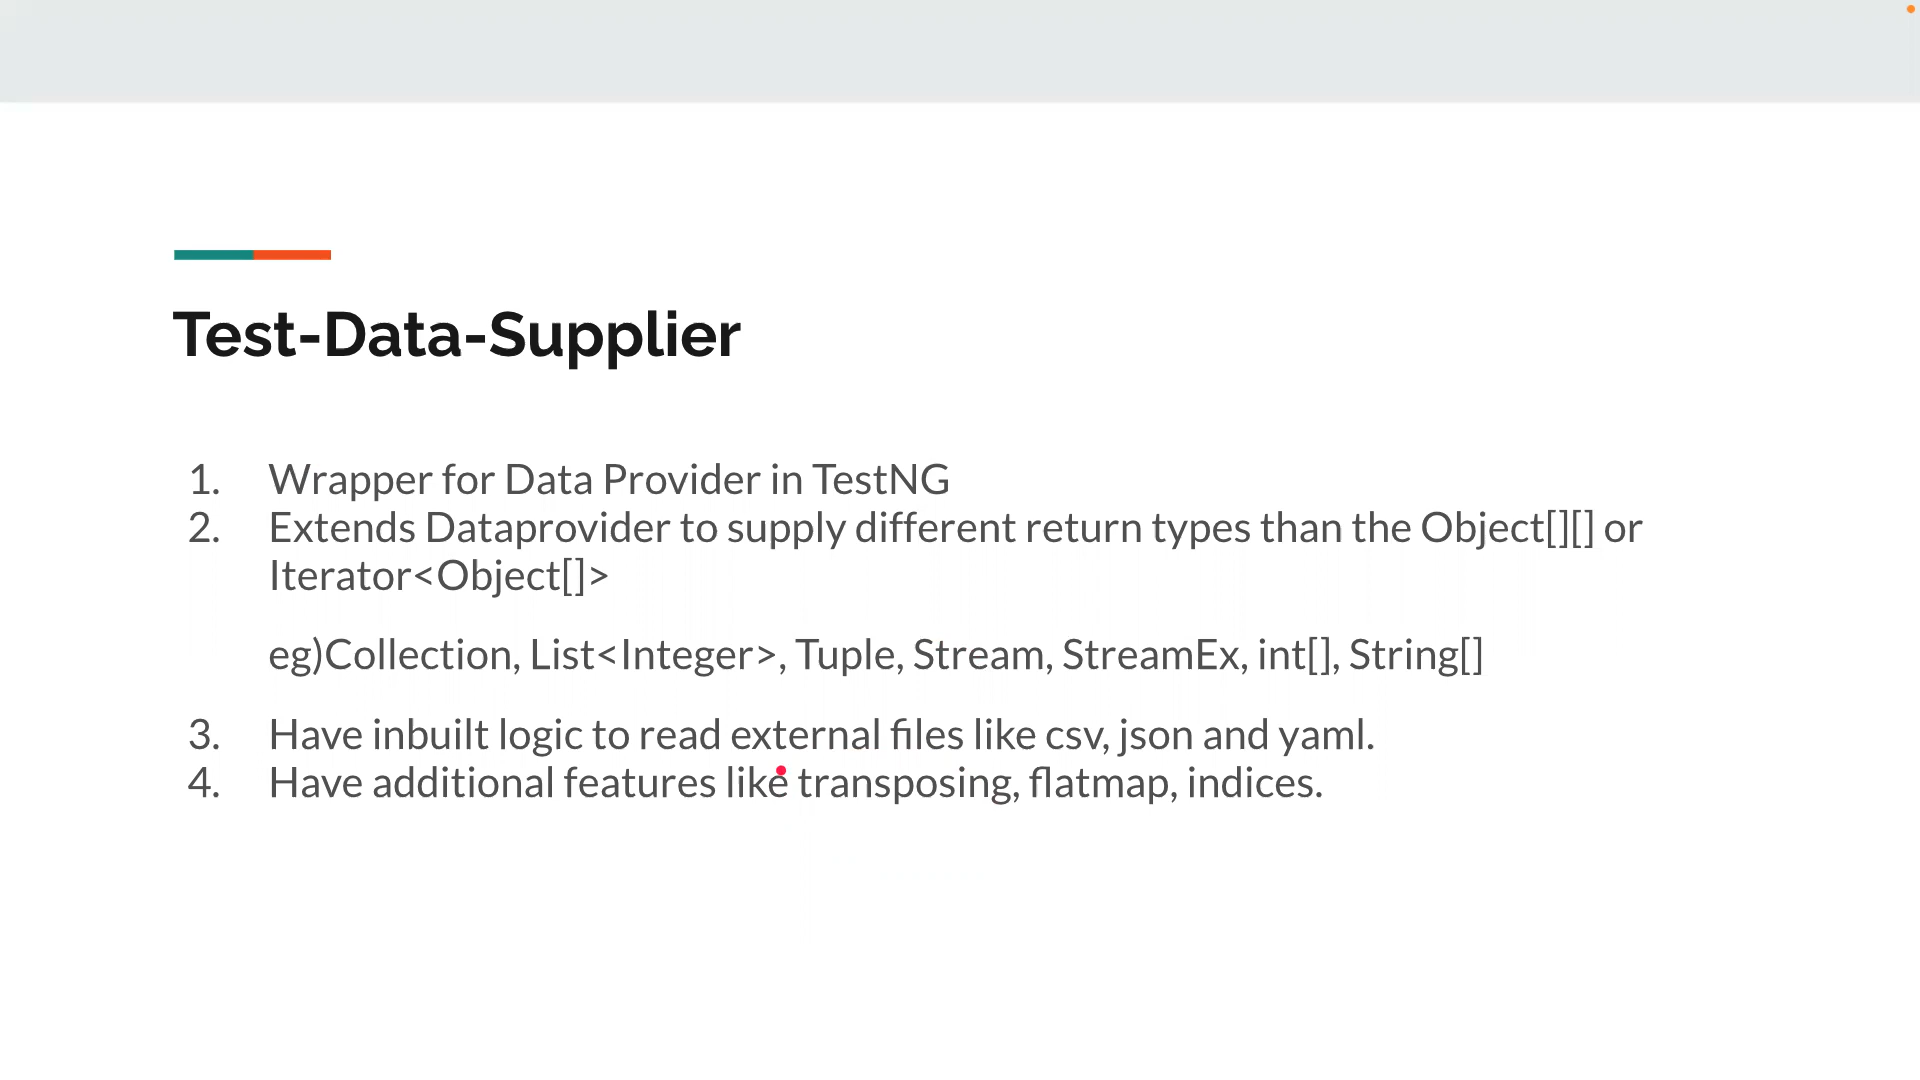 Test-Data-Supplier
1. Wrapper for Data Provider in TestNG
2. Extends Dataprovider to supply different return types than the Object[][] or
Iterator<Object[]>
eg)Collection, List<Integer>, Tuple, Stream, StreamEx, int[], String[]
3. Have inbuilt logic to read external files like csv, json and yaml.
4. Have additional features like transposing, flatmap, indices.